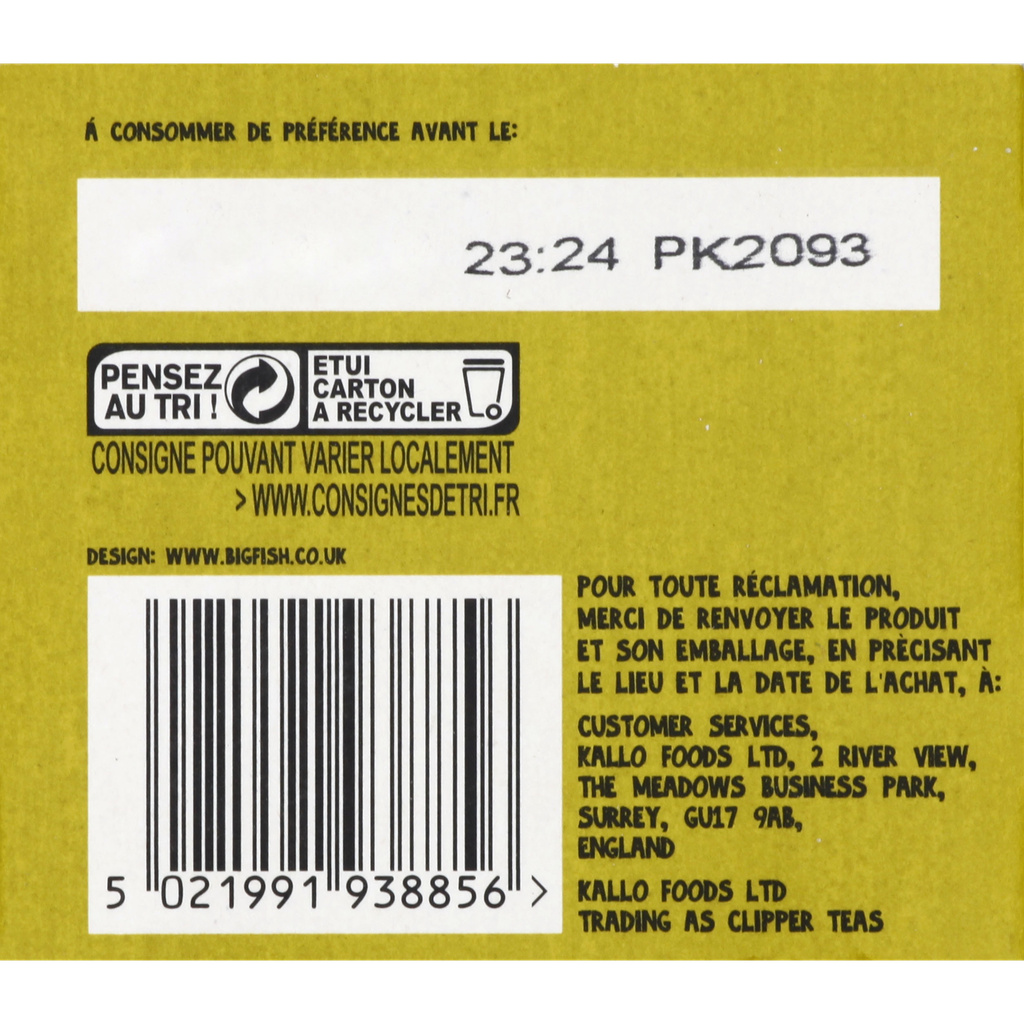 Á CONSOMMER DE PRÉFÉRENCE AVANT LE:
23:24 PK2093
PENSEZ
AU TRI !
ETUI
CARTON
A RECYCLER
CONSIGNE POUVANT VARIER LOCALEMENT
> WWW.CONSIGNESDETRI.FR
DESIGN: WWW.BIGFISH.CO.UK
5 021991 938856 >
POUR TOUTE RÉCLAMATION,
MERCI DE RENVOYER LE PRODUIT
ET SON EMBALLAGE, EN PRÈCISANT
LE LIEU ET LA DATE DE L'ACHAT, À:
CUSTOMER SERVICES,
KALLO FOODS LTD, 2 RIVER VIEW,
THE MEADOWS BUSINESS PARK,
SURREY, GU17 9AB,
ENGLAND
KALLO FOODS LTD
TRADING AS CLIPPER TEAS